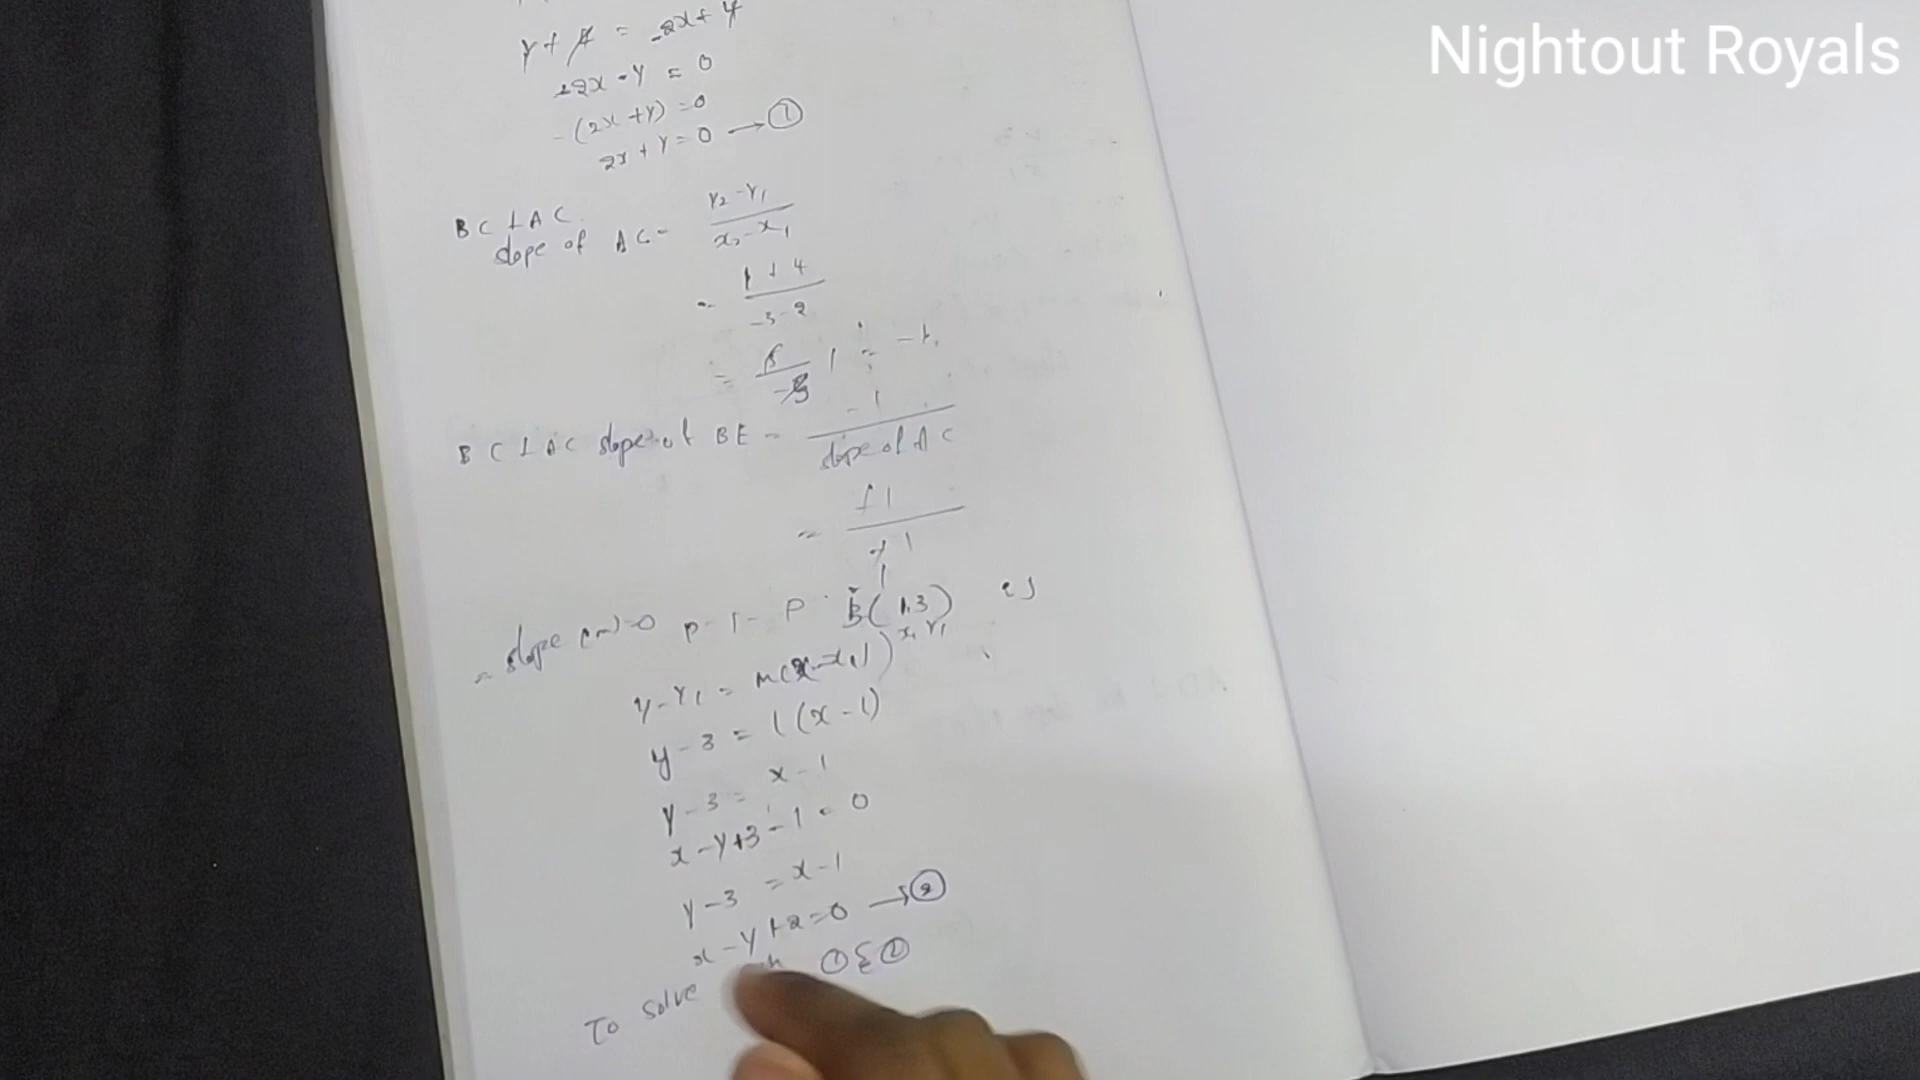 Nightout Royals
y + 4 = -2x + 4
-2x - y = 0
-(2x + y) = 0
2x + y = 0 → ①
BC ⊥ AC
slope of AC = y₂ - y₁ / x₂ - x₁
= 1 + 4 / -3 - 2
= 5 / -5 = -1
BC ⊥ AC slope of BE = -1 / slope of AC
= -1 / -1
1
= slope (m) B(1,3)
x₁ y₁
y - y₁ = m(x - x₁)
y - 3 = 1(x - 1)
y - 3 = x - 1
x - y + 3 - 1 = 0
y - 3 = x - 1
x - y + 2 = 0 → ②
To solve ① & ②